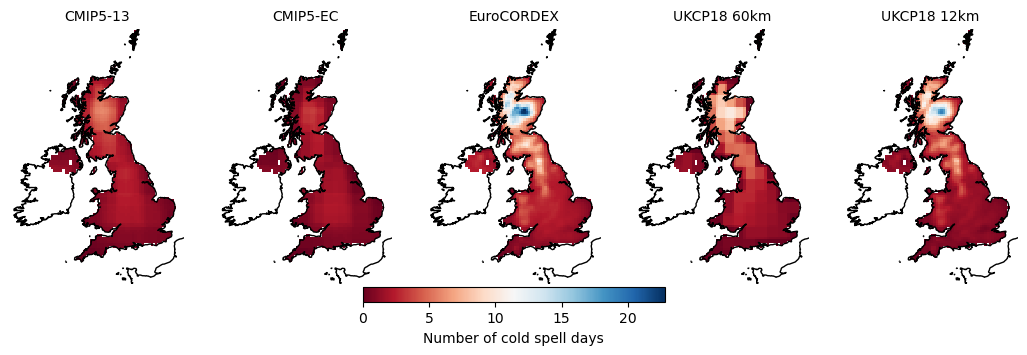 CMIP5-13 CMIP5-EC EuroCORDEX UKCP18 60km UKCP18 12km
0 5 10 15 20
Number of cold spell days